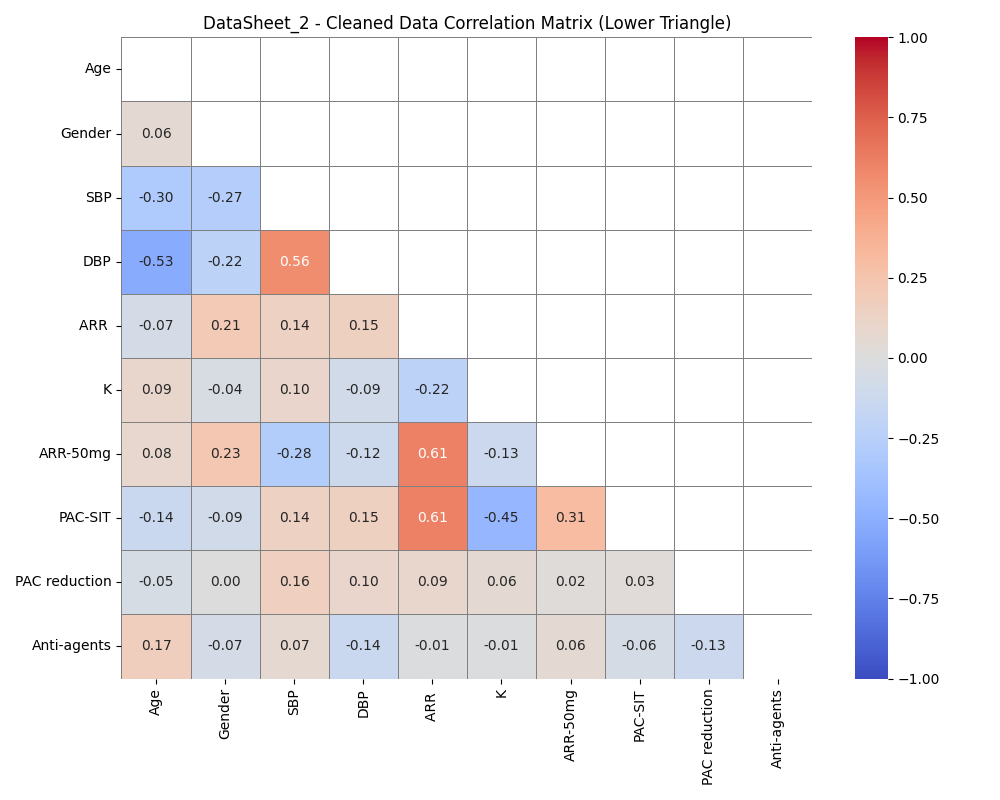 DataSheet_2 - Cleaned Data Correlation Matrix (Lower Triangle)
Age
Gender 0.06
SBP -0.30 -0.27
DBP -0.53 -0.22 0.56
ARR -0.07 0.21 0.14 0.15
K 0.09 -0.04 0.10 -0.09 -0.22
ARR-50mg 0.08 0.23 -0.28 -0.12 0.61 -0.13
PAC-SIT -0.14 -0.09 0.14 0.15 0.61 -0.45 0.31
PAC reduction -0.05 0.00 0.16 0.10 0.09 0.06 0.02 0.03
Anti-agents 0.17 -0.07 0.07 -0.14 -0.01 -0.01 0.06 -0.06 -0.13
Age Gender SBP DBP ARR K ARR-50mg PAC-SIT PAC reduction Anti-agents
1.00
0.75
0.50
0.25
0.00
−0.25
−0.50
−0.75
−1.00